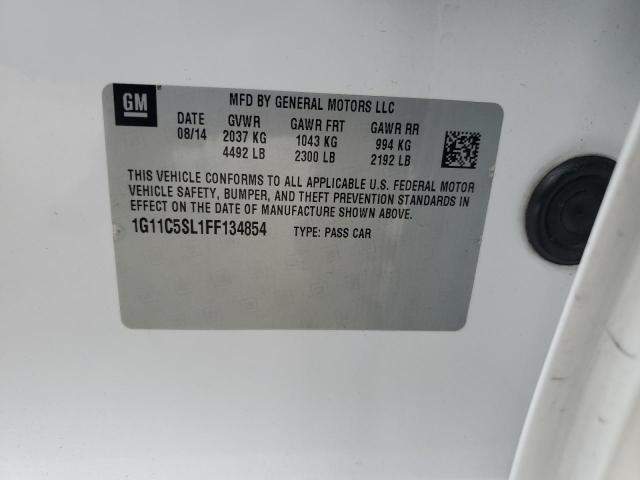 GM
MFD BY GENERAL MOTORS LLC
DATE GVWR GAWR FRT GAWR RR
08/14 2037 KG 1043 KG 994 KG
4492 LB 2300 LB 2192 LB
THIS VEHICLE CONFORMS TO ALL APPLICABLE U.S. FEDERAL MOTOR
VEHICLE SAFETY, BUMPER, AND THEFT PREVENTION STANDARDS IN
EFFECT ON THE DATE OF MANUFACTURE SHOWN ABOVE.
1G11C5SL1FF134854 TYPE: PASS CAR